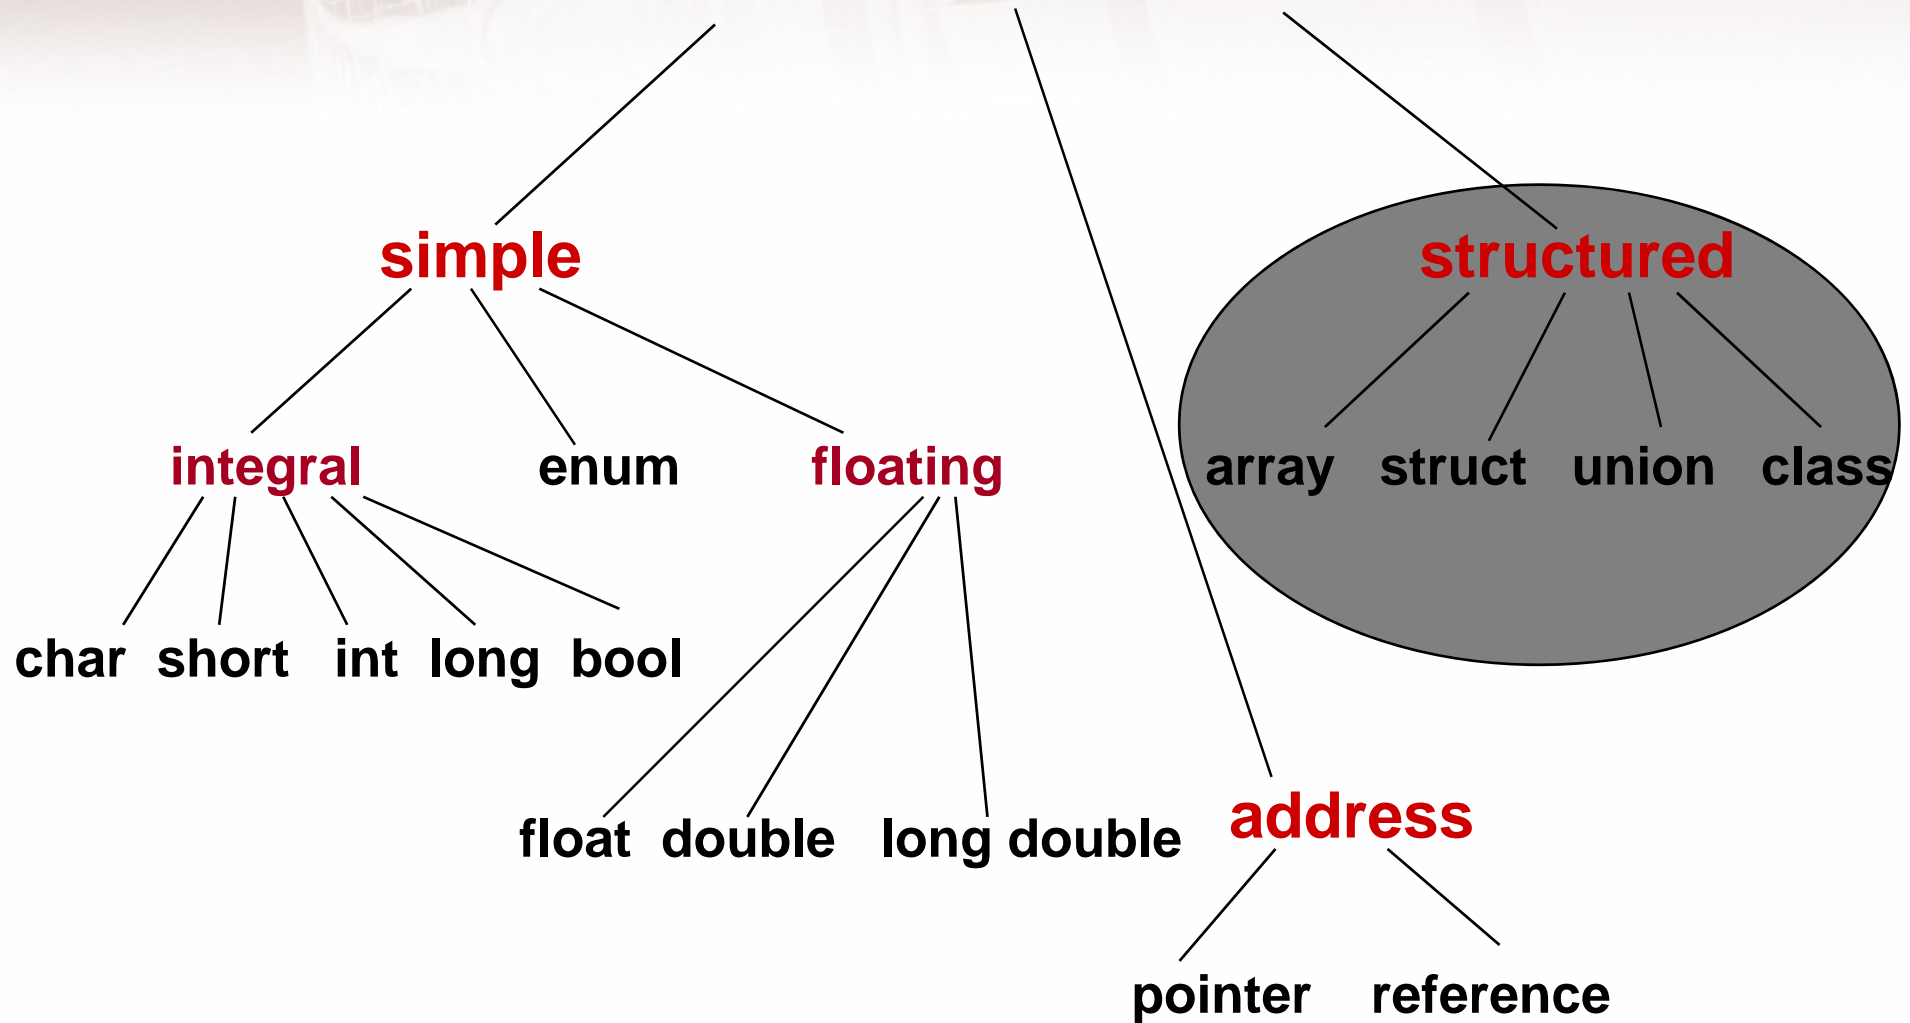 simple structured
integral enum floating array struct union class
char short int long bool
address
float double long double
pointer reference